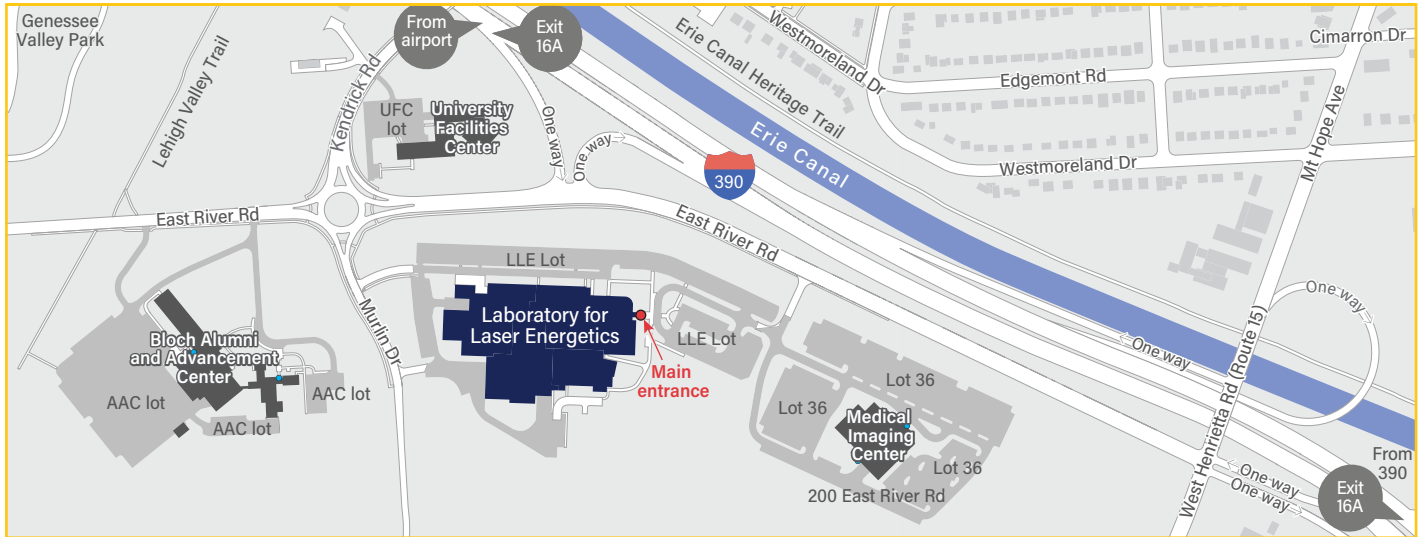 Genessee
Valley Park
Lehigh Valley Trail
Kendrick Rd
From
airport
Exit
16A
UFC
lot
University
Facilities
Center
One way
One way
Westmoreland Dr
Erie Canal Heritage Trail
Erie Canal
390
Edgemont Rd
Cimarron Dr
Westmoreland Dr
Mt Hope Ave
East River Rd
East River Rd
LLE Lot
Laboratory for
Laser Energetics
LLE Lot
Main
entrance
Murlin Dr
Bloch Alumni
and Advancement
Center
AAC lot
AAC lot
AAC lot
Lot 36
Lot 36
Medical
Imaging
Center
Lot 36
200 East River Rd
One way
One way
West Henrietta Rd (Route 15)
One way
One way
From
390
Exit
16A